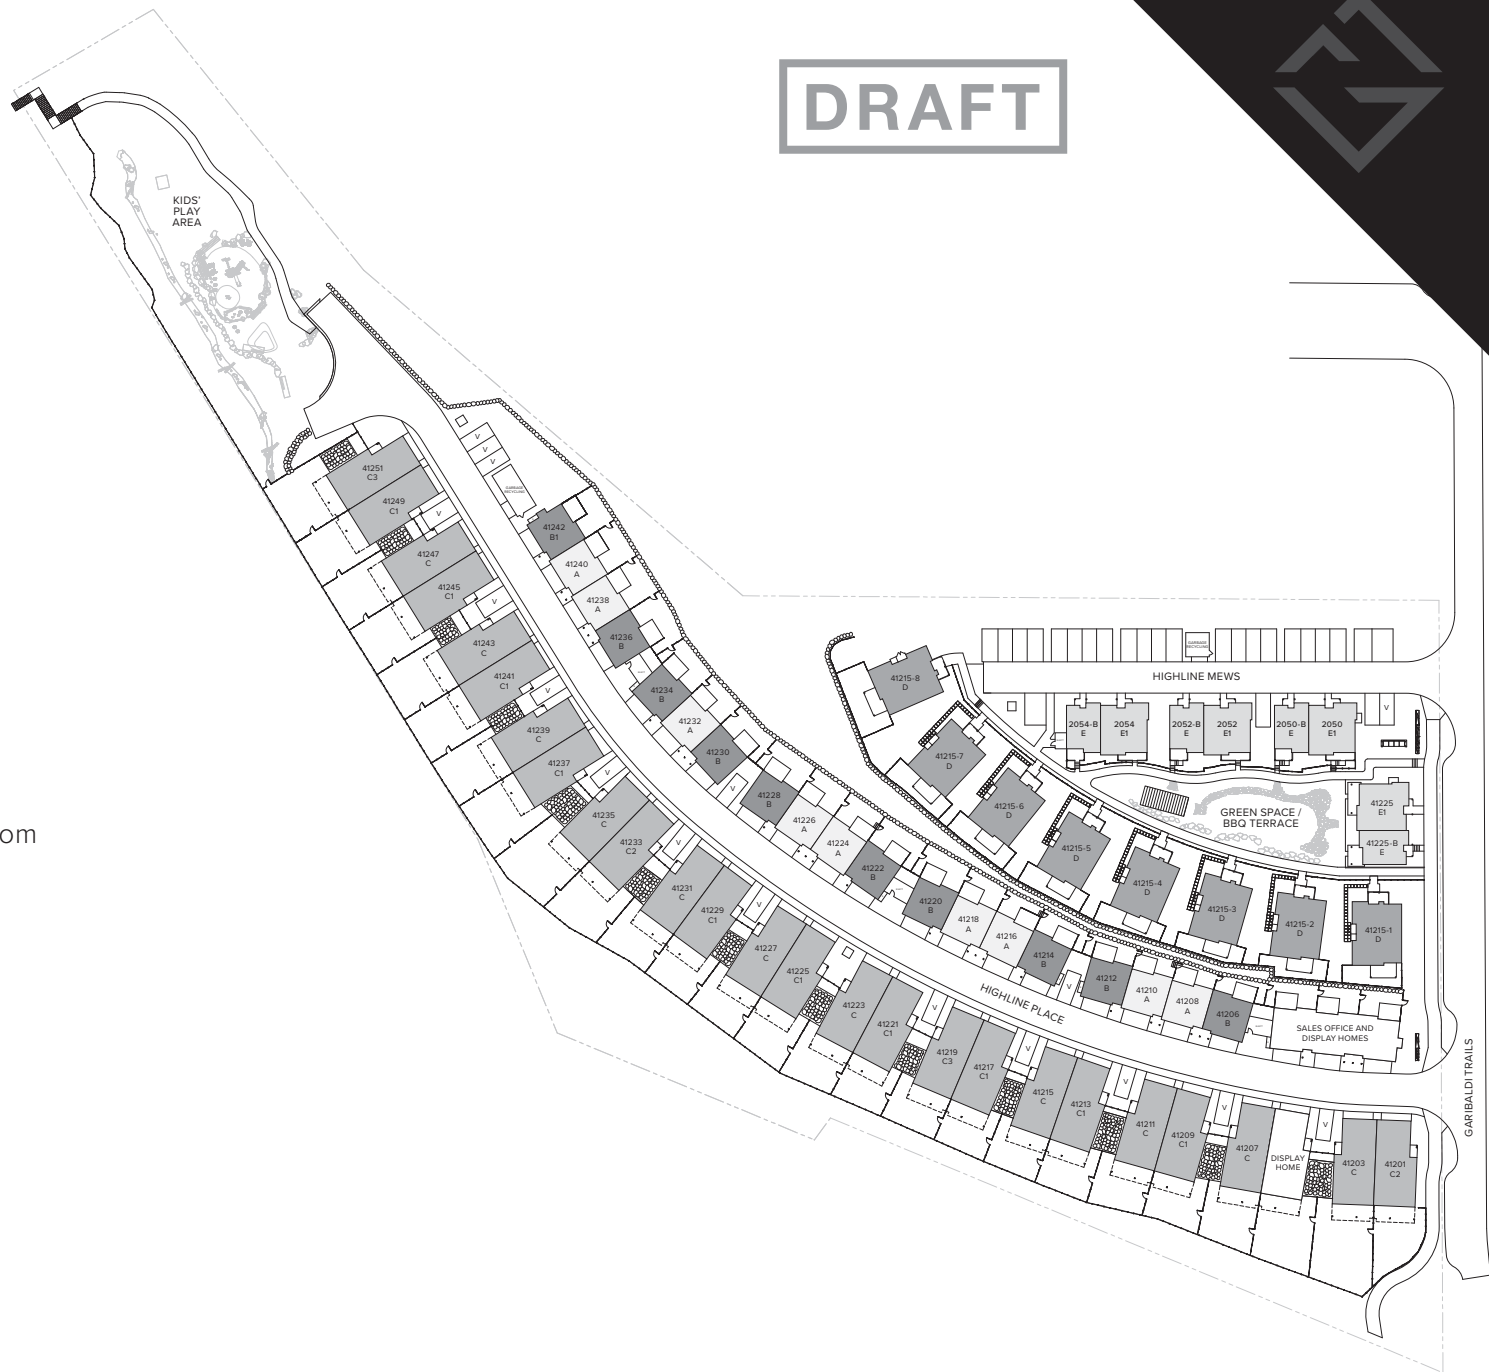 DRAFT
KIDS'
PLAY
AREA
om
41251
C3
41249
C1
V
41247
C
41245
C1
V
41243
C
41241
C1
V
41239
C
41237
C1
V
41235
C
41233
C2
V
41231
C
41229
C1
V
41227
C
41225
C1
41223
C
41221
C1
V
41219
C3
41217
C1
V
41215
C
41213
C1
V
41211
C
41209
C1
V
41207
C
DISPLAY
HOME
V
41203
C
41201
C2
V
V
V
GARBAGE
RECYCLING
41242
B1
41240
A
41238
A
41236
B
41234
B
41232
A
41230
B
V
41228
B
41226
A
41224
A
41222
B
41220
B
41218
A
41216
A
41214
B
V
41212
B
41210
A
41208
A
41206
B
SALES OFFICE AND
DISPLAY HOMES
HIGHLINE PLACE
41215-8
D
41215-7
D
41215-6
D
41215-5
D
41215-4
D
41215-3
D
41215-2
D
41215-1
D
GARBAGE
RECYCLING
HIGHLINE MEWS
2054-B
E
2054
E1
2052-B
E
2052
E1
2050-B
E
2050
E1
V
GREEN SPACE /
BBQ TERRACE
41225
E1
41225-B
E
GARIBALDI TRAILS